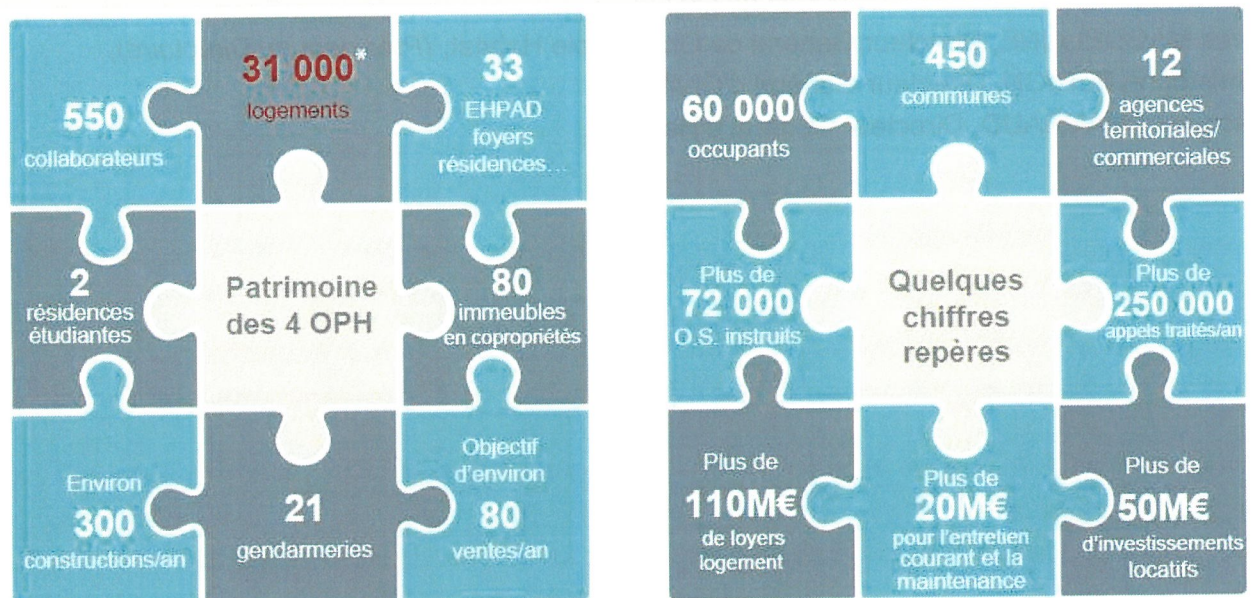 550
collaborateurs
31 000*
logements
33
EHPAD
foyers
résidences...
2
résidences
étudiantes
Patrimoine
des 4 OPH
80
immeubles
en copropriétés
Environ
300
constructions/an
21
gendarmeries
Objectif
d'environ
80
ventes/an
60 000
occupants
450
communes
12
agences
territoriales/
commerciales
Plus de
72 000
O.S. instruits
Quelques
chiffres
repères
Plus de
250 000
appels traités/an
Plus de
110M€
de loyers
logement
Plus de
20M€
pour l'entretien
courant et la
maintenance
Plus de
50M€
d'investissements
locatifs